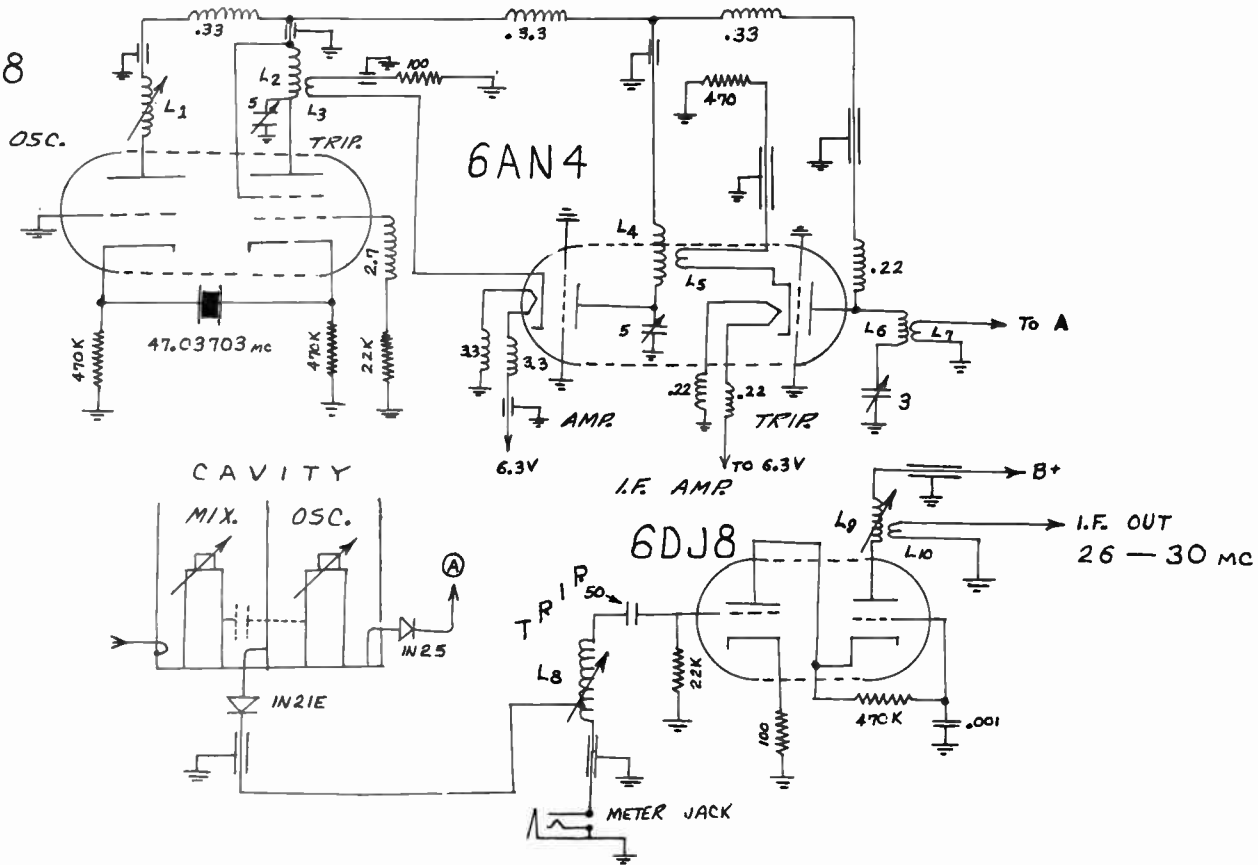 .33
.3.3
.33
8
L2
100
L1
5
L3
470
OSC.
TRIP.
6AN4
L4
2.7
L5
.22
5
L6
L7
TO A
47.03703 MC
470K
470K
22K
33
33
.22
.22
3
AMP.
TRIP.
6.3V
TO 6.3V
CAVITY
I.F. AMP.
B+
MIX.
OSC.
6DJ8
L9
I.F. OUT
L10
26 — 30 MC
A
TRIPR
50
IN25
L8
22K
IN21E
470K
.001
100
METER JACK